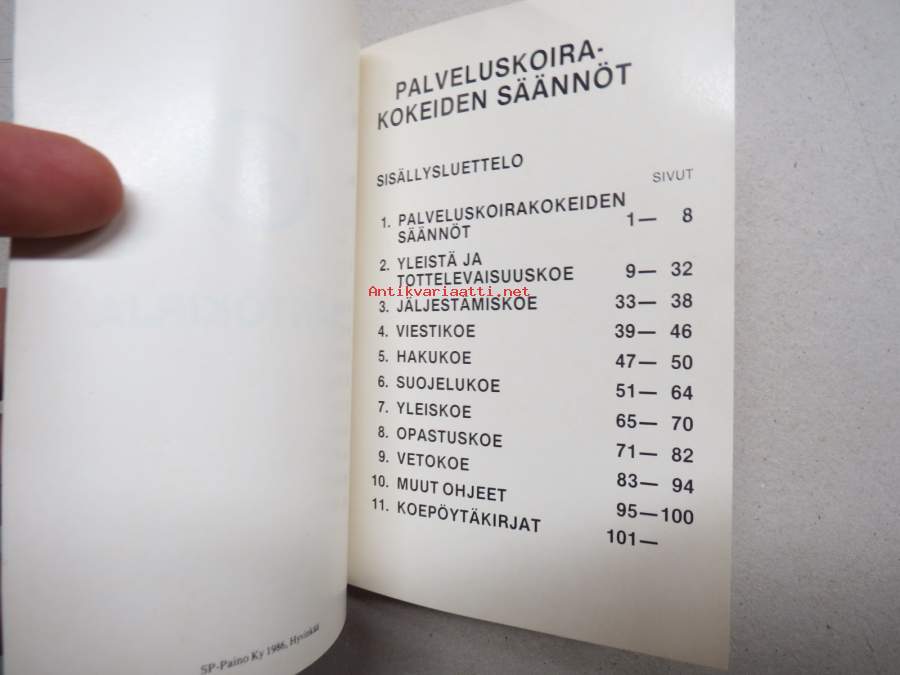 PALVELUSKOIRA-
KOKEIDEN SÄÄNNÖT
SISÄLLYSLUETTELO
SIVUT
1. PALVELUSKOIRAKOKEIDEN
SÄÄNNÖT 1— 8
2. YLEISTÄ JA
TOTTELEVAISUUSKOE 9— 32
Antikvariaatti.net
3. JÄLJESTÄMISKOE 33— 38
4. VIESTIKOE 39— 46
5. HAKUKOE 47— 50
6. SUOJELUKOE 51— 64
7. YLEISKOE 65— 70
8. OPASTUSKOE 71— 82
9. VETOKOE 83— 94
10. MUUT OHJEET 95—100
11. KOEPÖYTÄKIRJAT 101—
SP-Paino Ky 1986, Hyvinkää